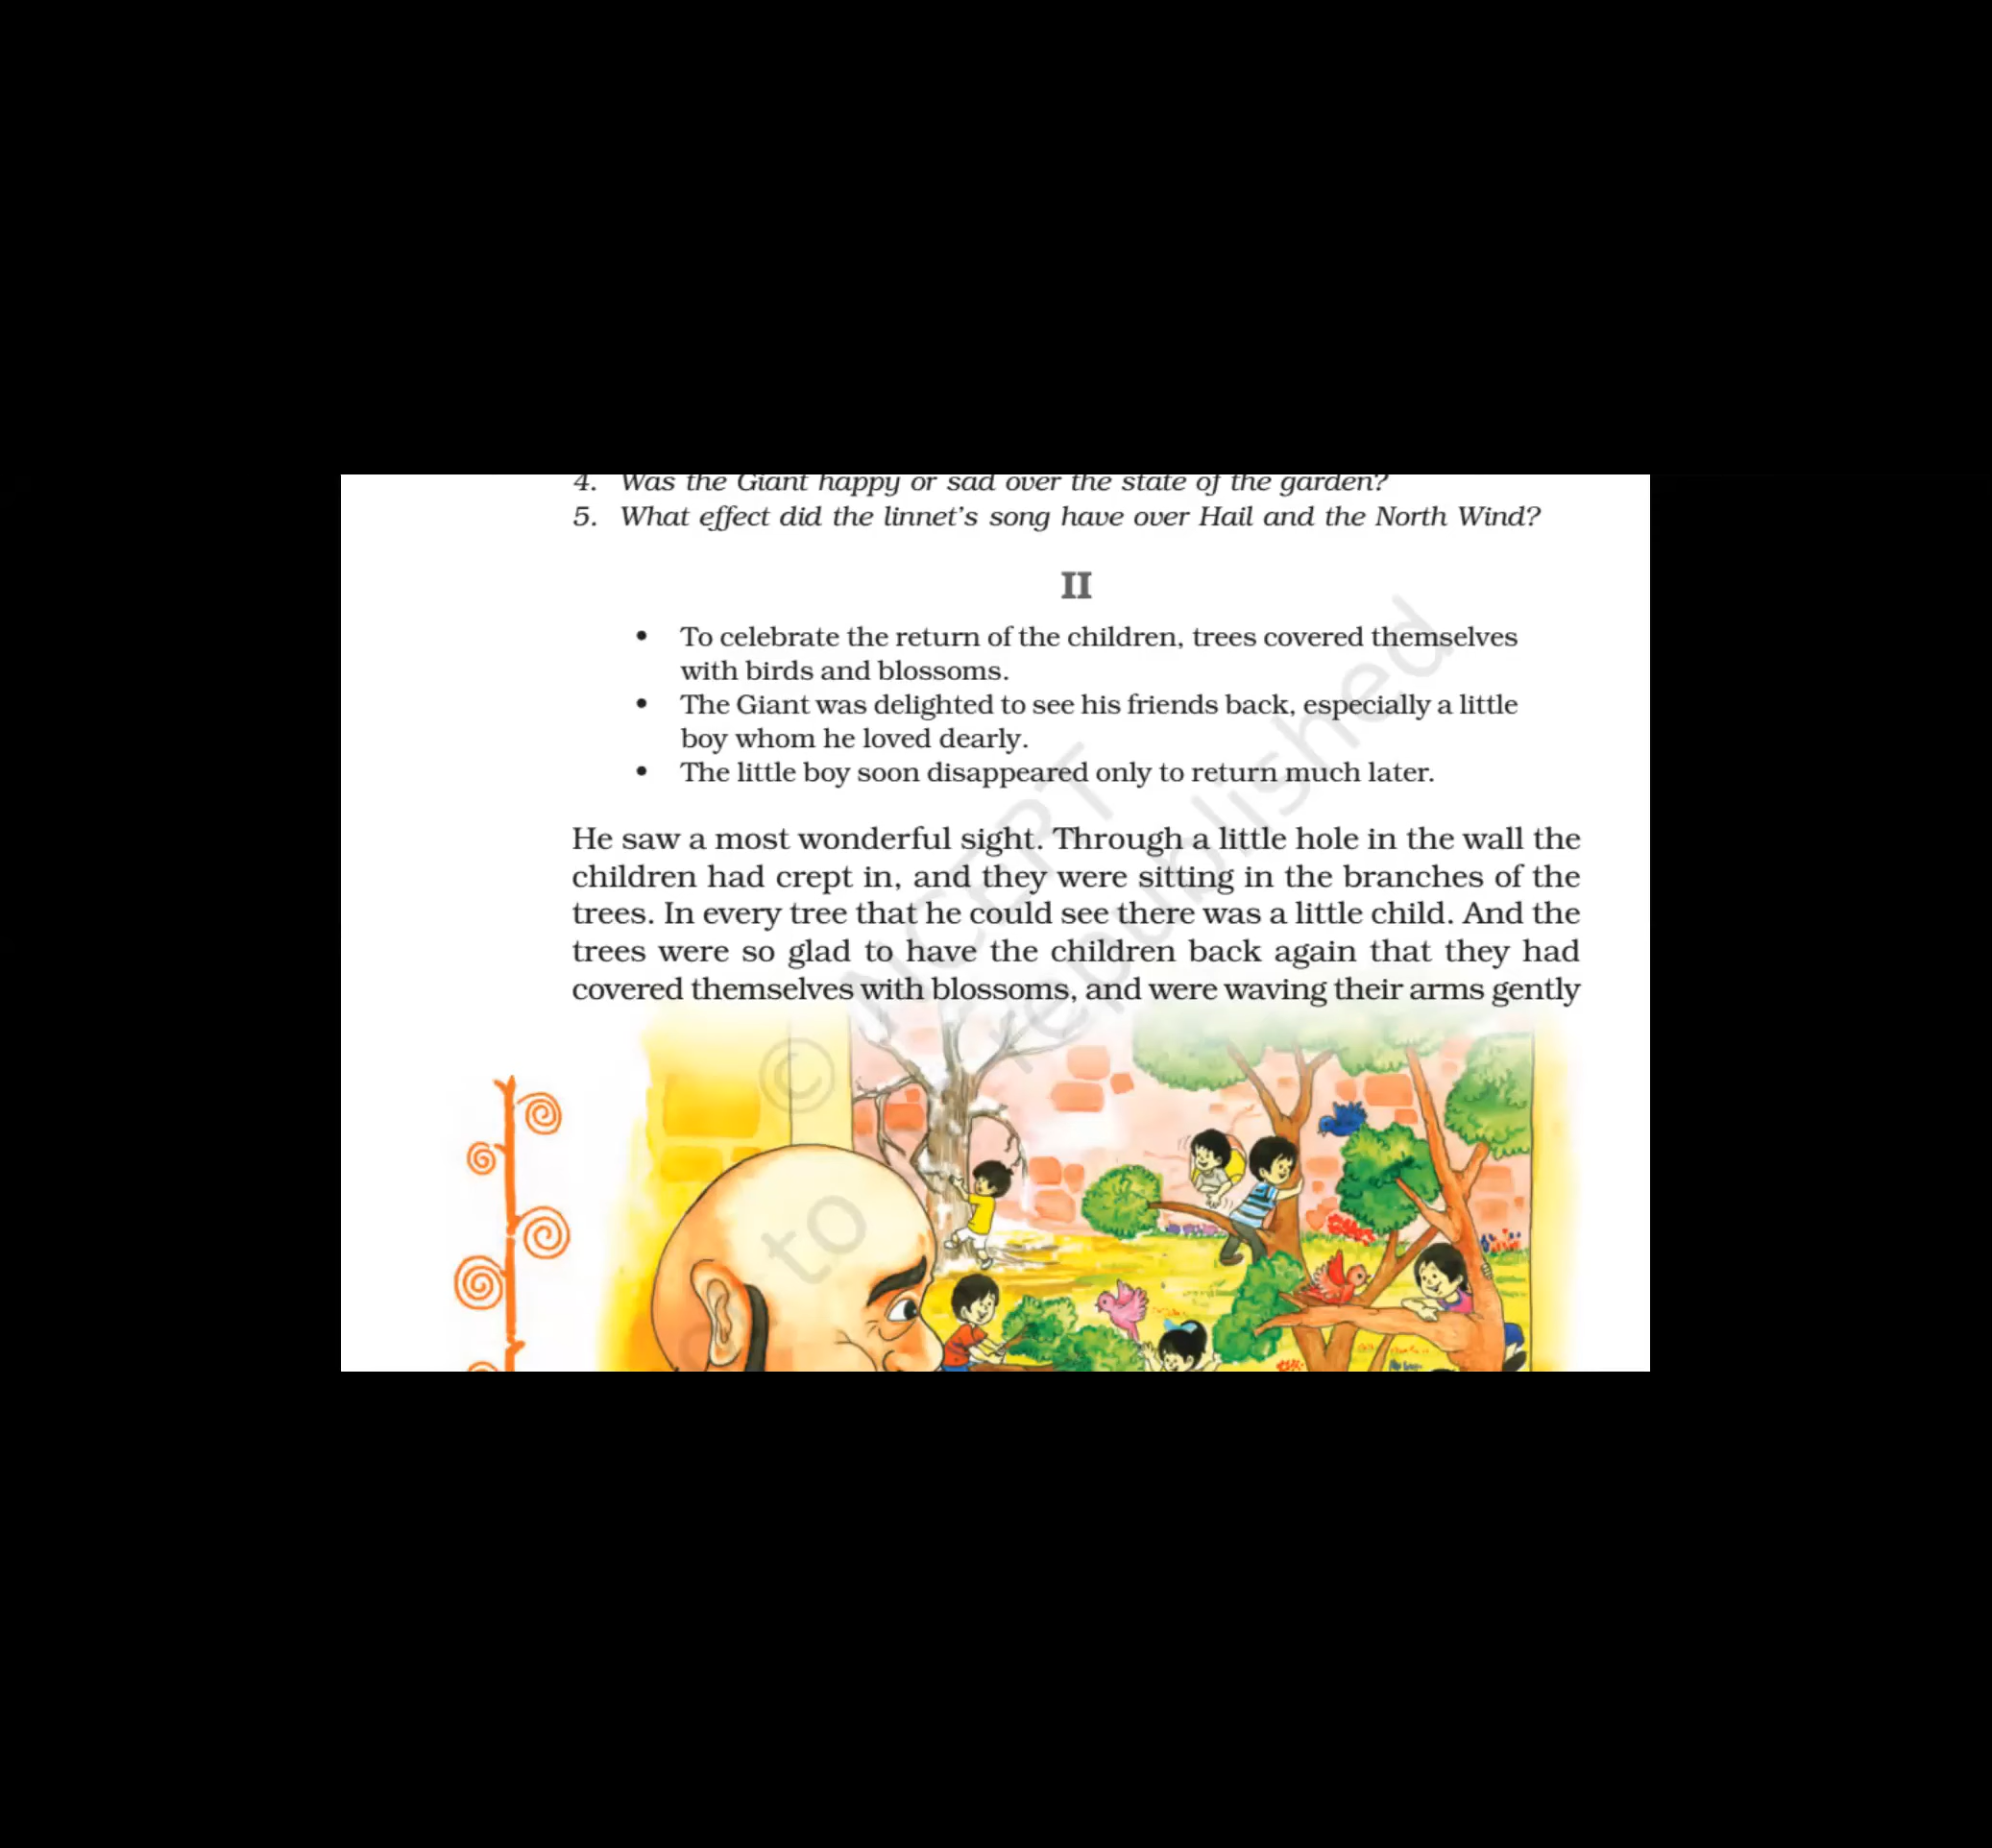 4. Was the Giant happy or sad over the state of the garden?
5. What effect did the linnet's song have over Hail and the North Wind?
II
• To celebrate the return of the children, trees covered themselves
with birds and blossoms.
• The Giant was delighted to see his friends back, especially a little
boy whom he loved dearly.
• The little boy soon disappeared only to return much later.
He saw a most wonderful sight. Through a little hole in the wall the
children had crept in, and they were sitting in the branches of the
trees. In every tree that he could see there was a little child. And the
trees were so glad to have the children back again that they had
covered themselves with blossoms, and were waving their arms gently
© NCERT
to republished